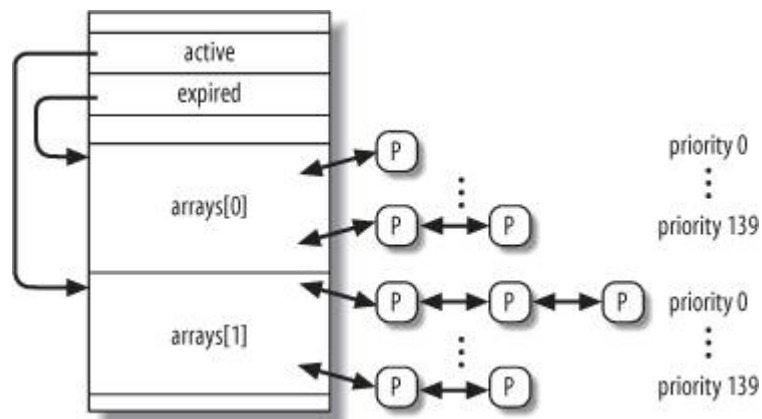 active
expired
P
priority 0
arrays[0]
P P
priority 139
P P P
priority 0
arrays[1]
P P
priority 139